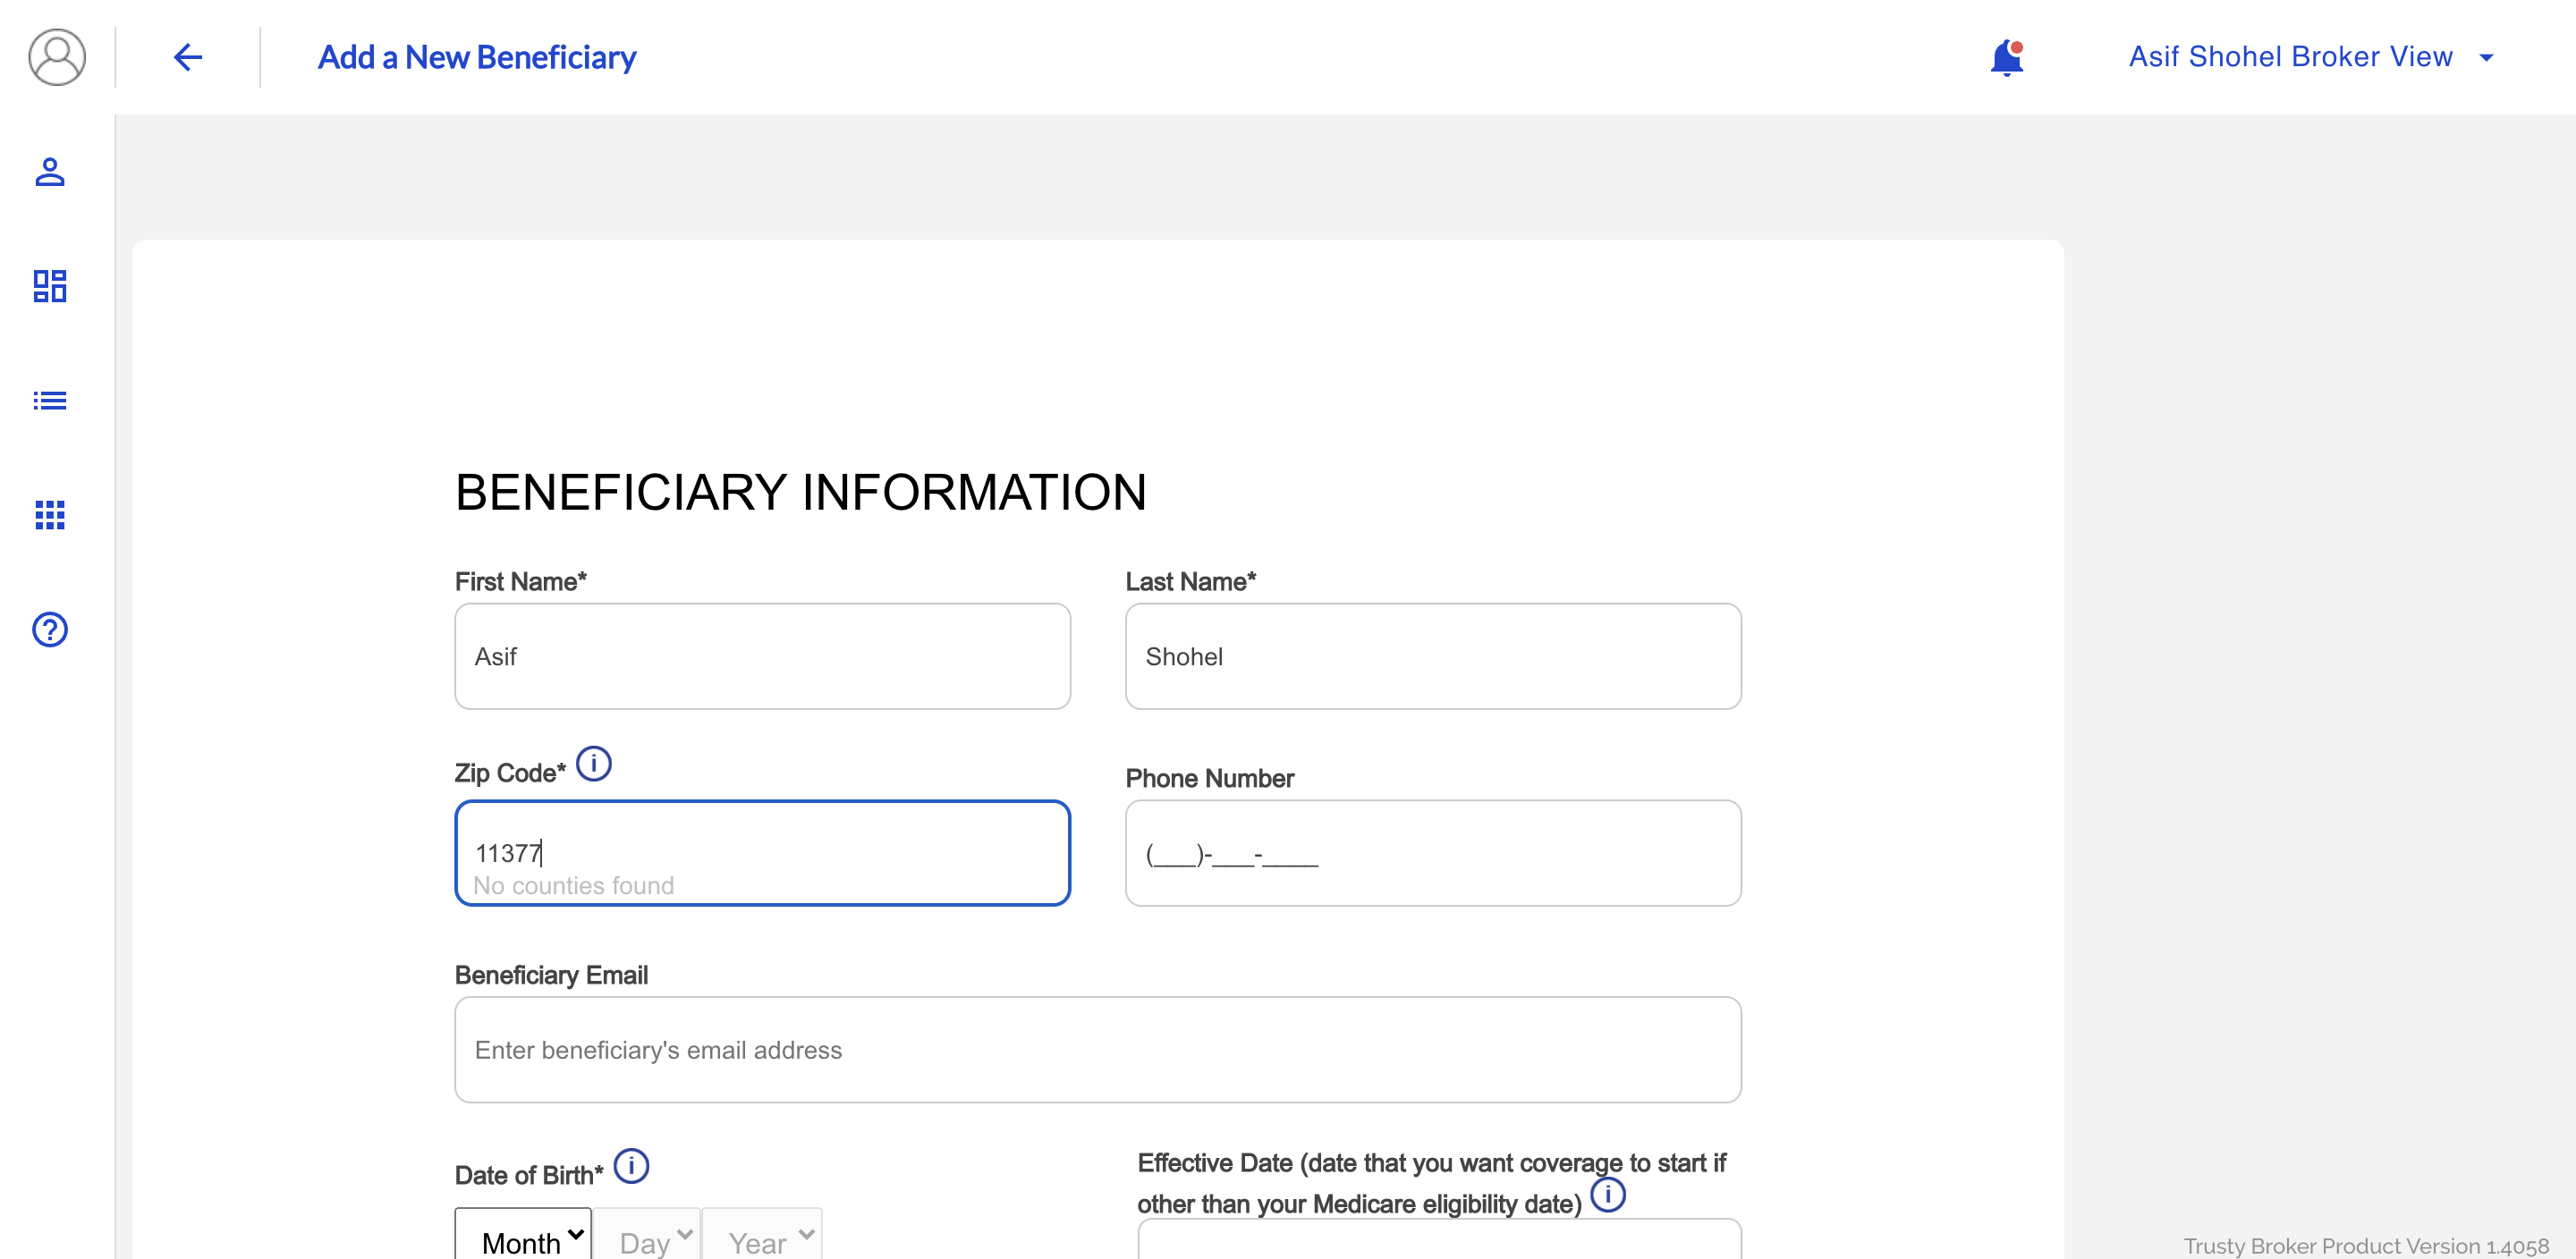 Add a New Beneficiary
Asif Shohel Broker View
BENEFICIARY INFORMATION
First Name*
Last Name*
Asif
Shohel
Zip Code* i
Phone Number
11377
No counties found
(___)-___-____
Beneficiary Email
Enter beneficiary's email address
Date of Birth* i
Effective Date (date that you want coverage to start if
other than your Medicare eligibility date) i
Month
Day
Year
Trusty Broker Product Version 1.4058